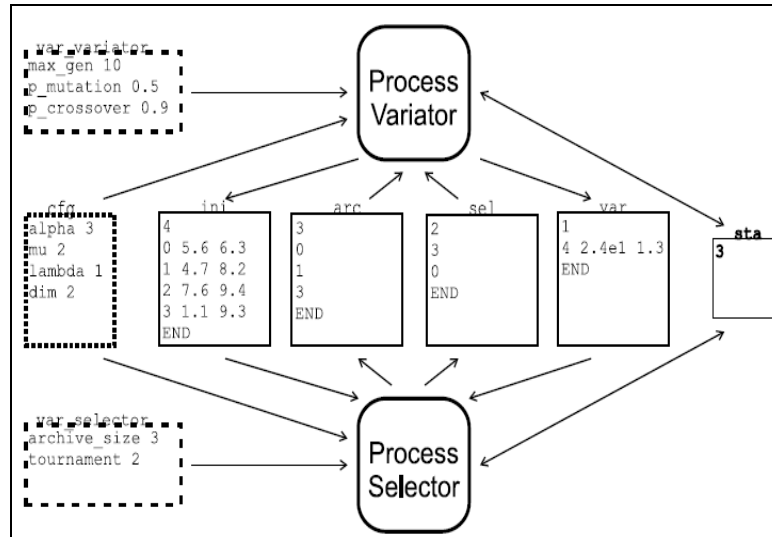 var_variator
max_gen 10
p_mutation 0.5
p_crossover 0.9
Process
Variator
cfg
alpha 3
mu 2
lambda 1
dim 2
ini
4
0 5.6 6.3
1 4.7 8.2
2 7.6 9.4
3 1.1 9.3
END
arc
3
0
1
3
END
sel
2
3
0
END
var
1
4 2.4e1 1.3
END
sta
3
var_selector
archive_size 3
tournament 2
Process
Selector